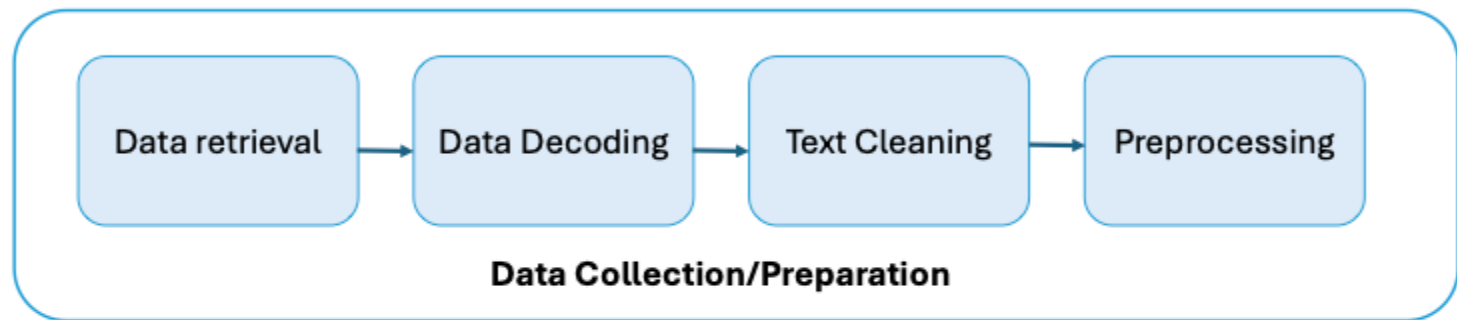 Data retrieval
Data Decoding
Text Cleaning
Preprocessing
Data Collection/Preparation